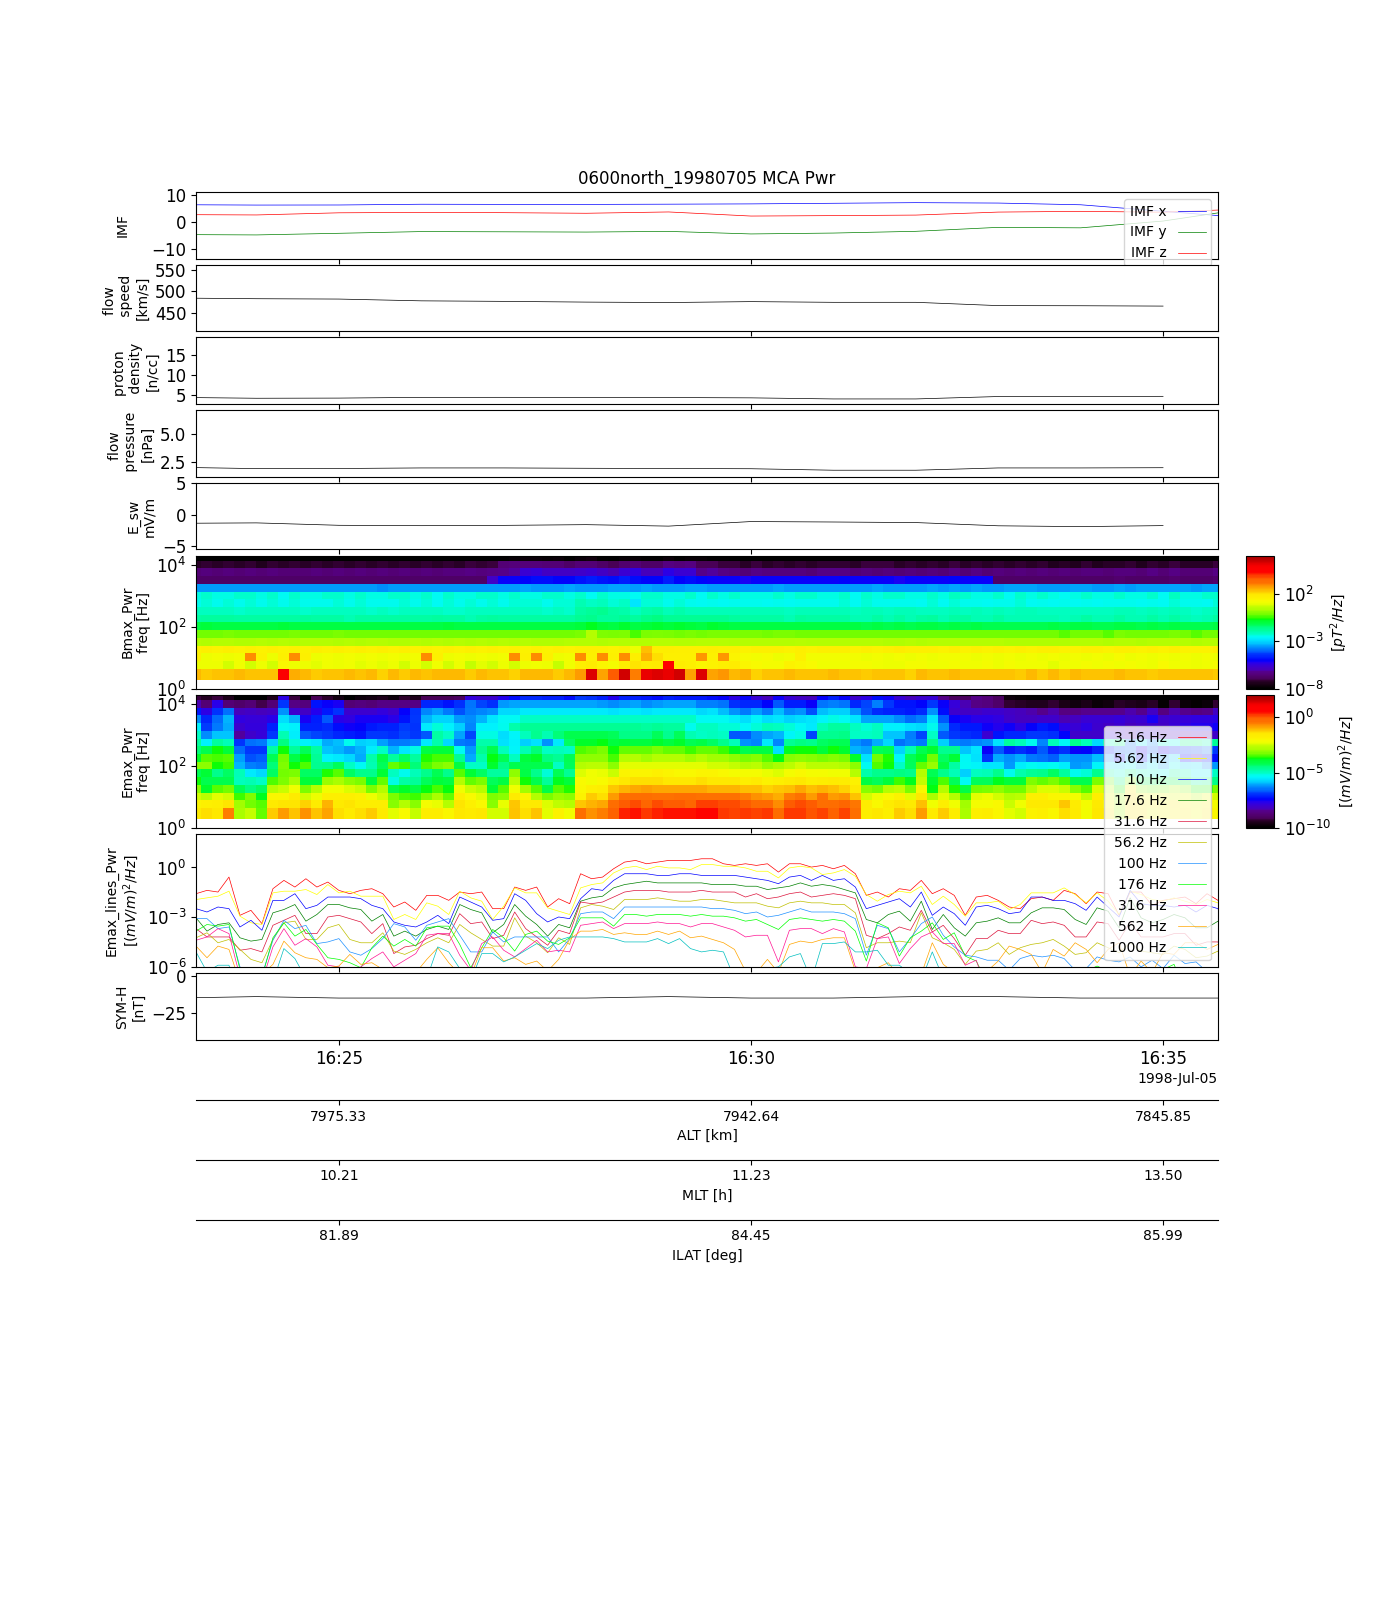 0600north_19980705 MCA Pwr
10
0
−10
IMF
IMF x
IMF y
IMF z
550
500
450
flow
speed
[km/s]
15
10
5
proton
density
[n/cc]
5.0
2.5
flow
pressure
[nPa]
5
0
−5
E_sw
mV/m
10^4
10^2
10^0
Bmax_Pwr
freq [Hz]
10^2
10^−3
10^−8
[pT^2/Hz]
10^4
10^2
10^0
Emax_Pwr
freq [Hz]
10^0
10^−5
10^−10
[(mV/m)^2/Hz]
3.16 Hz
5.62 Hz
10 Hz
17.6 Hz
31.6 Hz
56.2 Hz
100 Hz
176 Hz
316 Hz
562 Hz
1000 Hz
10^0
10^−3
10^−6
Emax_lines_Pwr
[(mV/m)^2/Hz]
0
−25
SYM-H
[nT]
16:25 16:30 16:35
1998-Jul-05
7975.33 7942.64 7845.85
ALT [km]
10.21 11.23 13.50
MLT [h]
81.89 84.45 85.99
ILAT [deg]